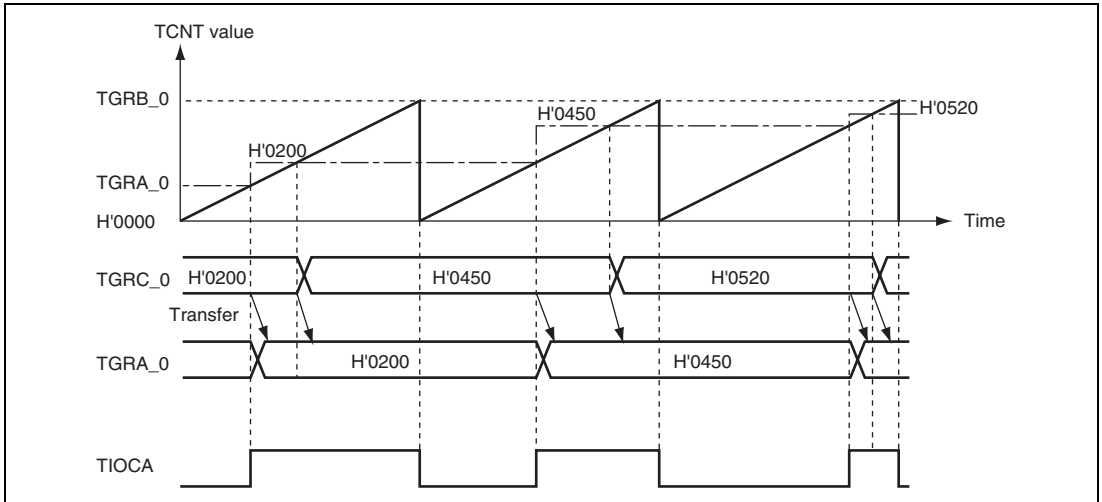 TCNT value
TGRB_0
H'0450
H'0520
H'0200
TGRA_0
H'0000
Time
TGRC_0
H'0200
H'0450
H'0520
Transfer
TGRA_0
H'0200
H'0450
TIOCA